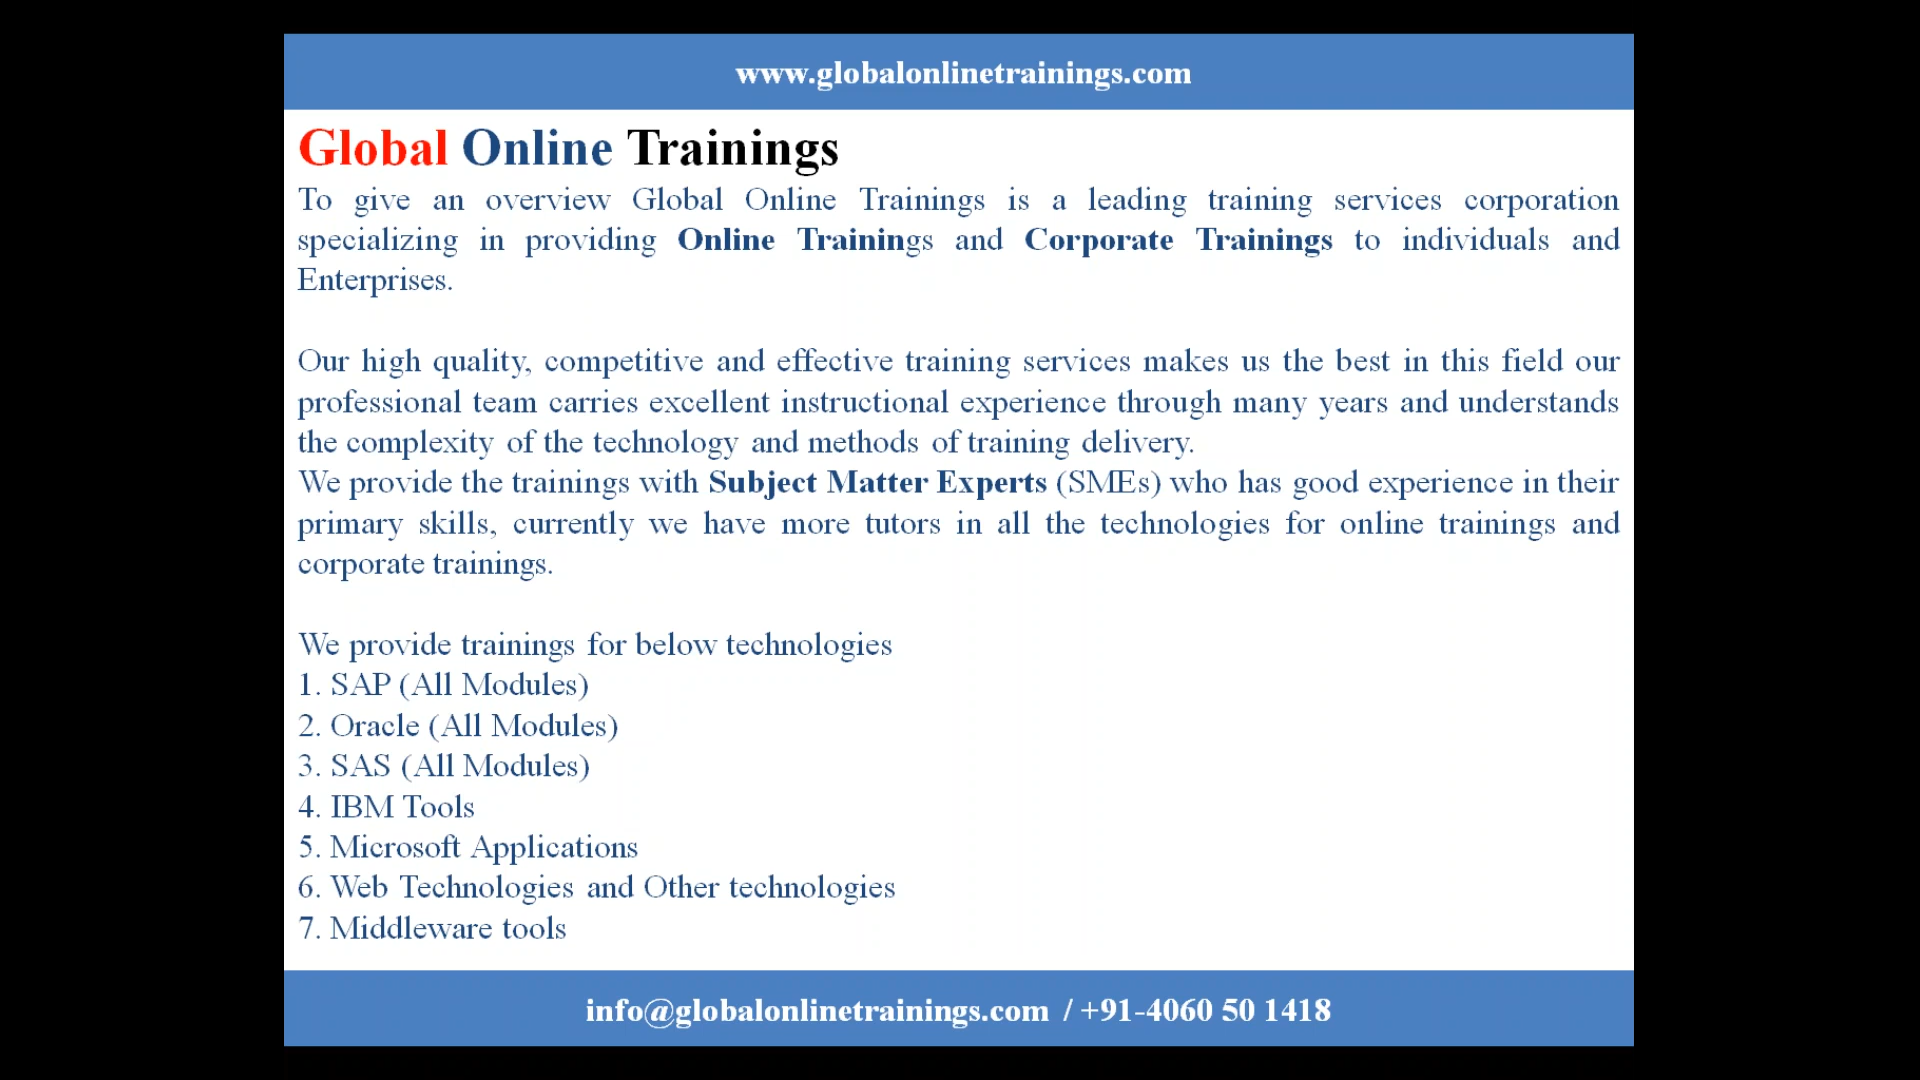 www.globalonlinetrainings.com
Global Online Trainings
To give an overview Global Online Trainings is a leading training services corporation
specializing in providing Online Trainings and Corporate Trainings to individuals and
Enterprises.
Our high quality, competitive and effective training services makes us the best in this field our
professional team carries excellent instructional experience through many years and understands
the complexity of the technology and methods of training delivery.
We provide the trainings with Subject Matter Experts (SMEs) who has good experience in their
primary skills, currently we have more tutors in all the technologies for online trainings and
corporate trainings.
We provide trainings for below technologies
1. SAP (All Modules)
2. Oracle (All Modules)
3. SAS (All Modules)
4. IBM Tools
5. Microsoft Applications
6. Web Technologies and Other technologies
7. Middleware tools
info@globalonlinetrainings.com / +91-4060 50 1418